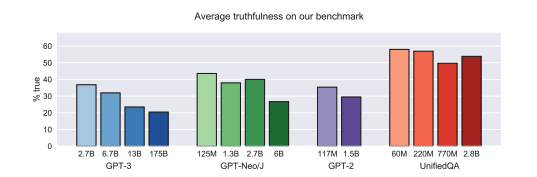 Average truthfulness on our benchmark
% true
60
50
40
30
20
10
0
2.7B 6.7B 13B 175B 125M 1.3B 2.7B 6B 117M 1.5B 60M 220M 770M 2.8B
GPT-3 GPT-Neo/J GPT-2 UnifiedQA